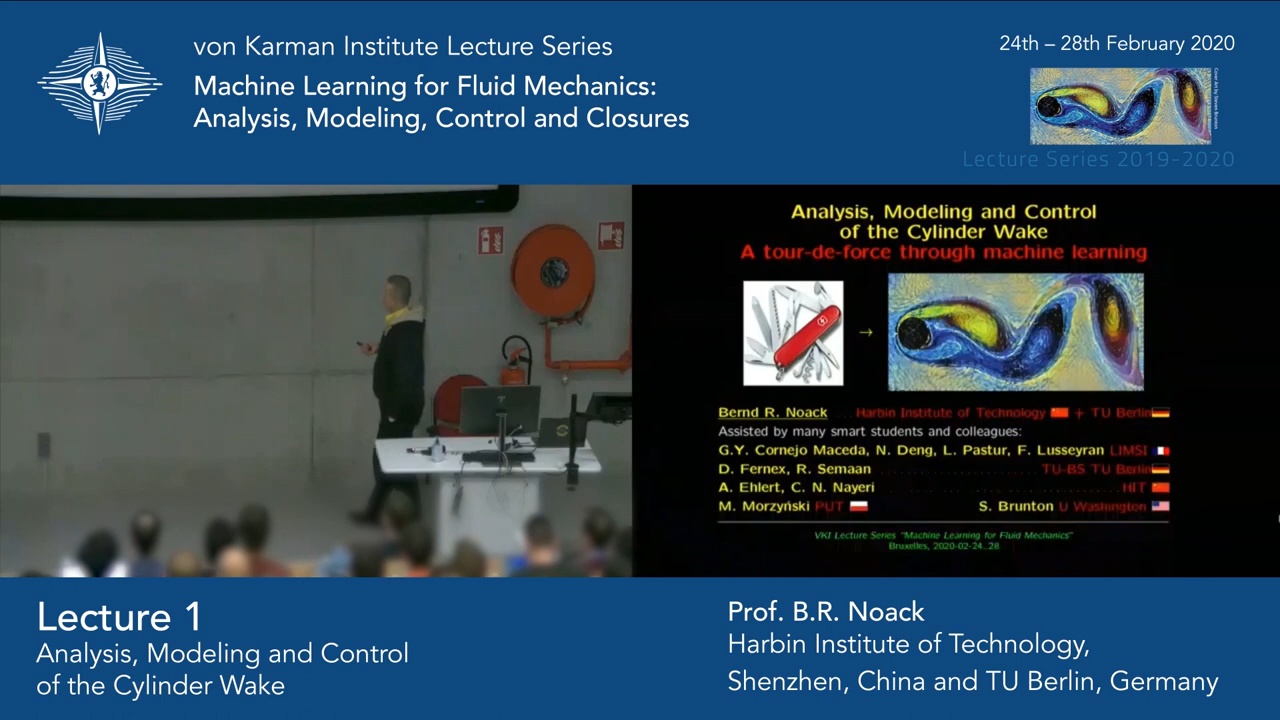 von Karman Institute Lecture Series
Machine Learning for Fluid Mechanics:
Analysis, Modeling, Control and Closures
24th – 28th February 2020
Cover Art by Steven Brunton
Lecture Series 2019-2020
Analysis, Modeling and Control
of the Cylinder Wake
A tour-de-force through machine learning
Bernd R. Noack ... Harbin Institute of Technology + TU Berlin
Assisted by many smart students and colleagues:
G.Y. Cornejo Maceda, N. Deng, L. Pastur, F. Lusseyran LIMSI
D. Fernex, R. Semaan TU-BS TU Berlin
A. Ehlert, C. N. Nayeri HIT
M. Morzyński PUT S. Brunton U Washington
VKI Lecture Series "Machine Learning for Fluid Mechanics"
Bruxelles, 2020-02-24..28
Lecture 1
Analysis, Modeling and Control
of the Cylinder Wake
Prof. B.R. Noack
Harbin Institute of Technology,
Shenzhen, China and TU Berlin, Germany